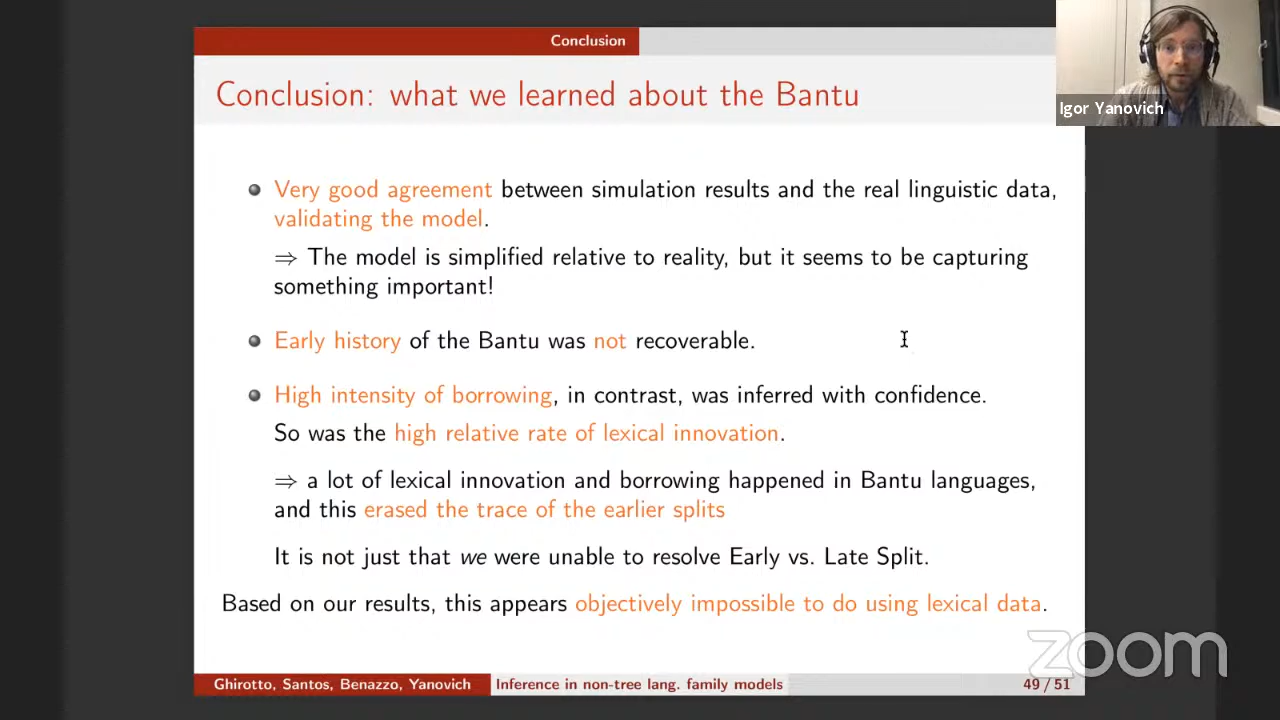 Conclusion
Conclusion: what we learned about the Bantu
Igor Yanovich
Very good agreement between simulation results and the real linguistic data,
validating the model.
⇒ The model is simplified relative to reality, but it seems to be capturing
something important!
Early history of the Bantu was not recoverable.
High intensity of borrowing, in contrast, was inferred with confidence.
So was the high relative rate of lexical innovation.
⇒ a lot of lexical innovation and borrowing happened in Bantu languages,
and this erased the trace of the earlier splits
It is not just that we were unable to resolve Early vs. Late Split.
Based on our results, this appears objectively impossible to do using lexical data.
zoom
Ghirotto, Santos, Benazzo, Yanovich Inference in non-tree lang. family models 49 / 51